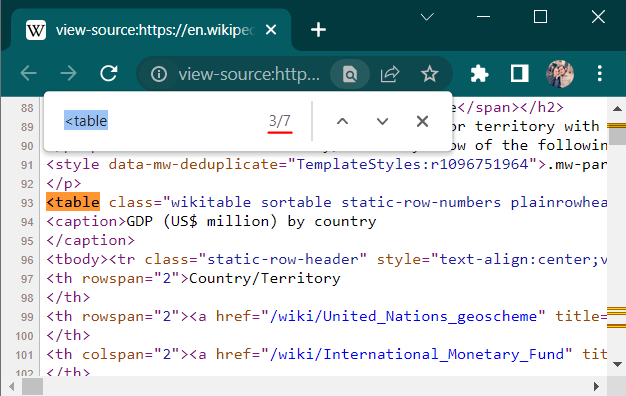 W view-source:https://en.wikiped
view-source:http...
<table 3/7
88 e</span></h2>
89 or territory with
90 ow of the following
91 <style data-mw-deduplicate="TemplateStyles:r1096751964">.mw-par
92 </p>
93 <table class="wikitable sortable static-row-numbers plainrowhea
94 <caption>GDP (US$ million) by country
95 </caption>
96 <tbody><tr class="static-row-header" style="text-align:center;v
97 <th rowspan="2">Country/Territory
98 </th>
99 <th rowspan="2"><a href="/wiki/United_Nations_geoscheme" title=
100 </th>
101 <th colspan="2"><a href="/wiki/International_Monetary_Fund" tit
102 </th>